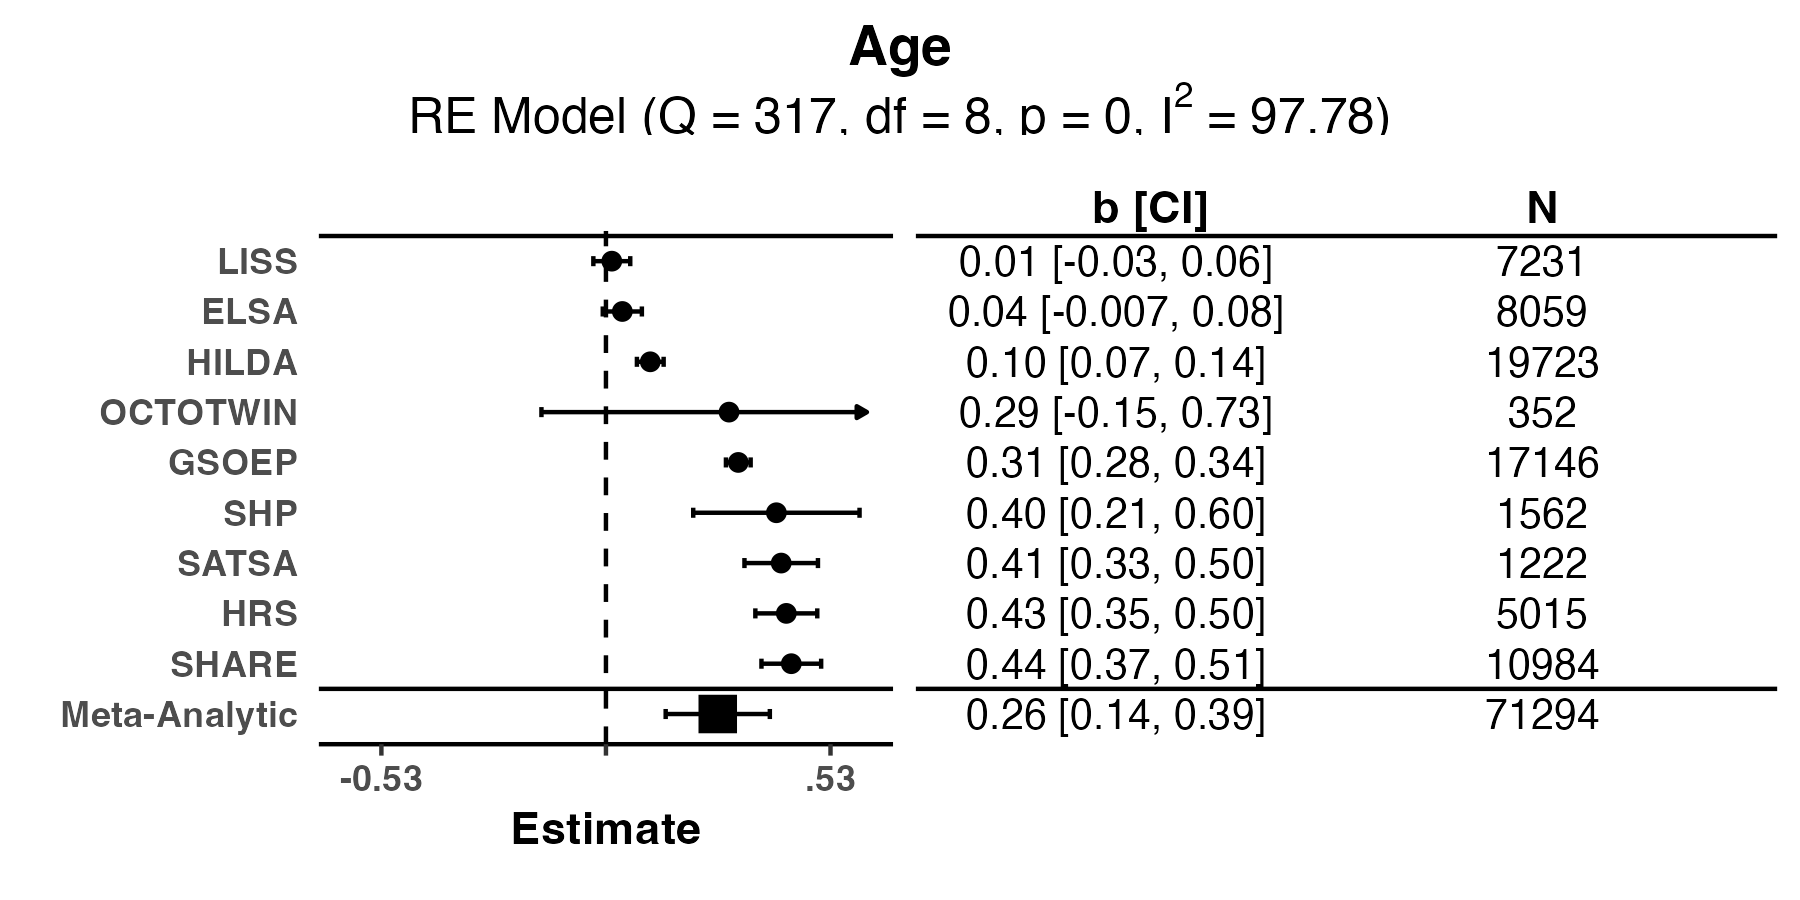 Age
RE Model (Q = 317, df = 8, p = 0, I² = 97.78)
b [CI] N
LISS 0.01 [-0.03, 0.06] 7231
ELSA 0.04 [-0.007, 0.08] 8059
HILDA 0.10 [0.07, 0.14] 19723
OCTOTWIN 0.29 [-0.15, 0.73] 352
GSOEP 0.31 [0.28, 0.34] 17146
SHP 0.40 [0.21, 0.60] 1562
SATSA 0.41 [0.33, 0.50] 1222
HRS 0.43 [0.35, 0.50] 5015
SHARE 0.44 [0.37, 0.51] 10984
Meta-Analytic 0.26 [0.14, 0.39] 71294
-0.53 .53
Estimate